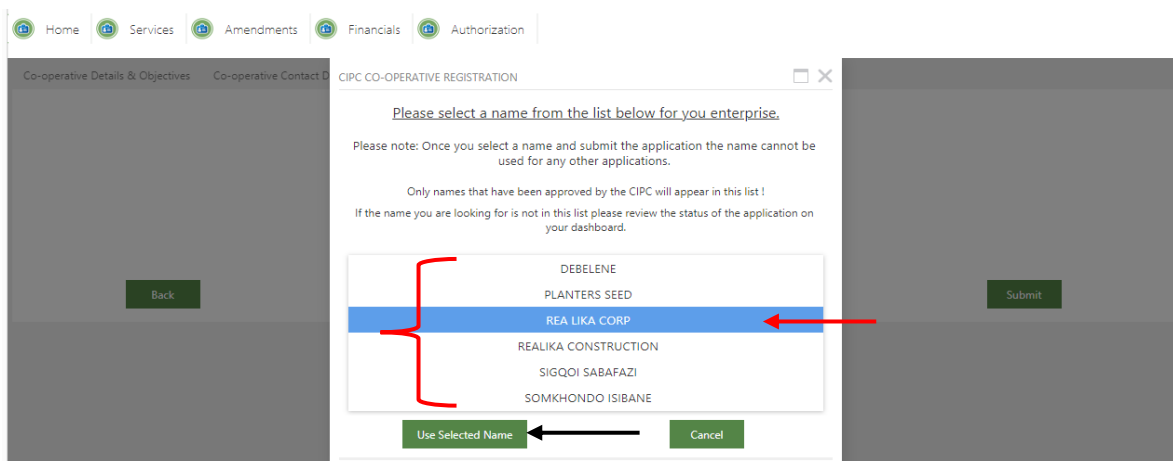 Home Services Amendments Financials Authorization
Co-operative Details & Objectives Co-operative Contact D
CIPC CO-OPERATIVE REGISTRATION
Please select a name from the list below for you enterprise.
Please note: Once you select a name and submit the application the name cannot be
used for any other applications.
Only names that have been approved by the CIPC will appear in this list !
If the name you are looking for is not in this list please review the status of the application on
your dashboard.
DEBELENE
PLANTERS SEED
REA LIKA CORP
REALIKA CONSTRUCTION
SIGQOI SABAFAZI
SOMKHONDO ISIBANE
Back
Submit
Use Selected Name
Cancel